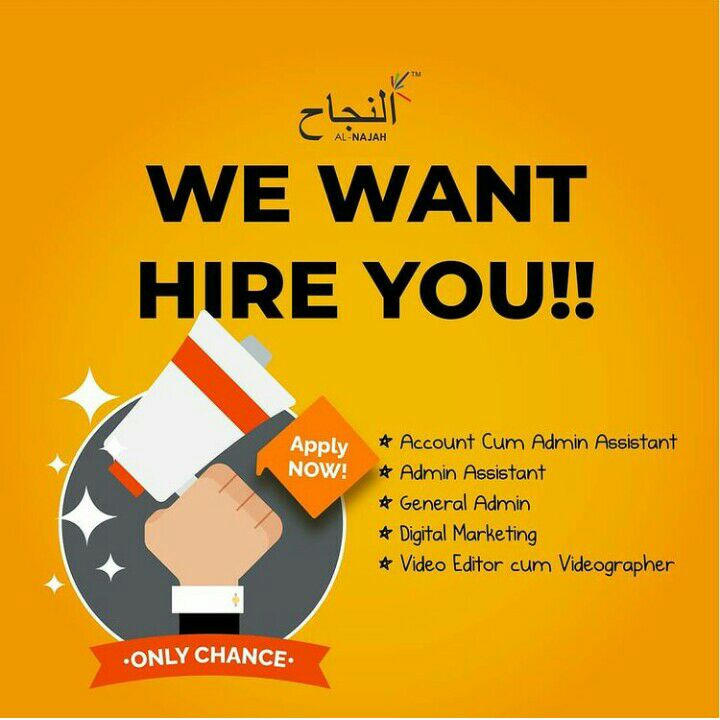 النجاح
TM
AL-NAJAH
WE WANT
HIRE YOU!!
Apply
NOW!
Account Cum Admin Assistant
Admin Assistant
General Admin
Digital Marketing
Video Editor cum Videographer
•ONLY CHANCE•